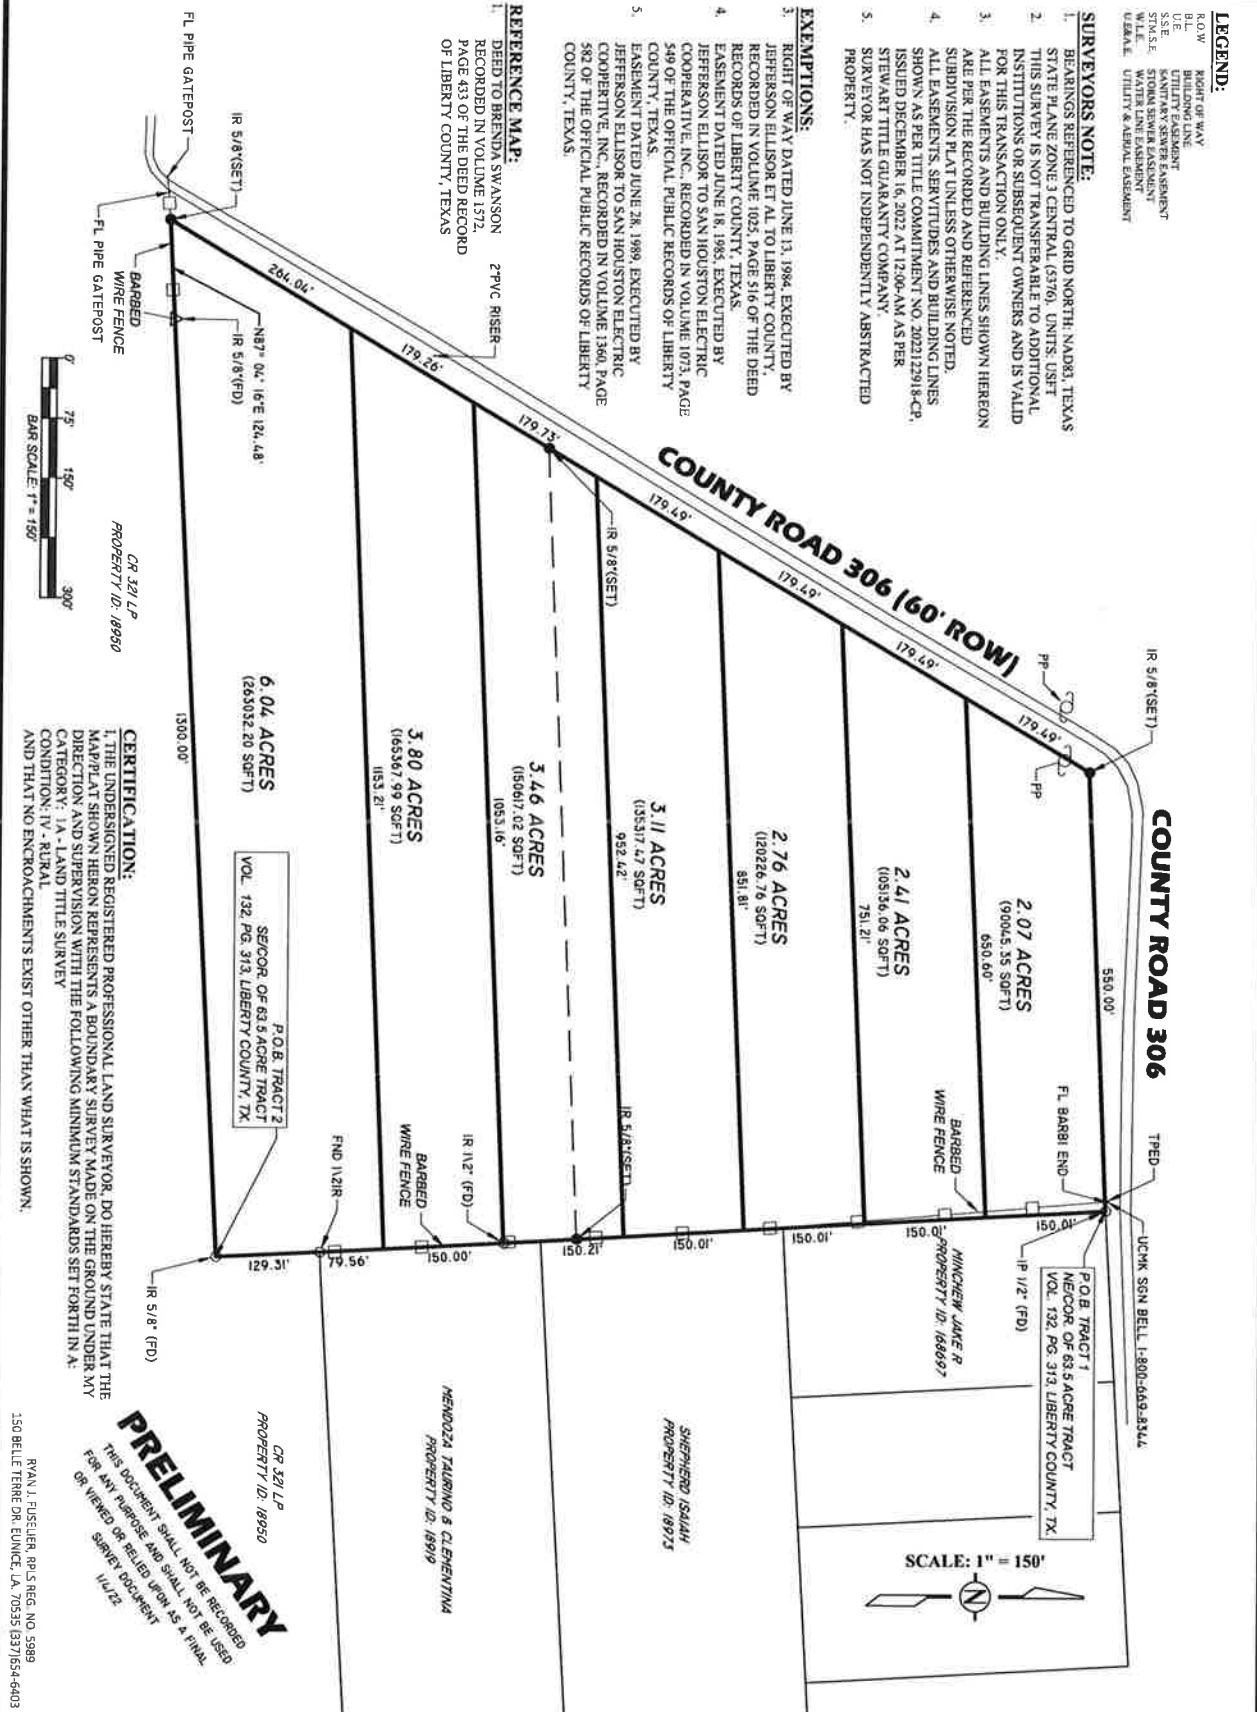 LEGEND:
R.O.W RIGHT OF WAY
B.L. BUILDING LINE
U.E. UTILITY EASEMENT
S.S.E. SANITARY SEWER EASEMENT
STM.S.E. STORM SEWER EASEMENT
W.L.E. WATER LINE EASEMENT
U.E&A.E. UTILITY & AERIAL EASEMENT
SURVEYORS NOTE:
1. BEARINGS REFERENCED TO GRID NORTH: NAD83, TEXAS
STATE PLANE ZONE 3 CENTRAL (5376), UNITS: USFT
2. THIS SURVEY IS NOT TRANSFERABLE TO ADDITIONAL
INSTITUTIONS OR SUBSEQUENT OWNERS AND IS VALID
FOR THIS TRANSACTION ONLY.
3. ALL EASEMENTS AND BUILDING LINES SHOWN HEREON
ARE PER THE RECORDED AND REFERENCED
SUBDIVISION PLAT UNLESS OTHERWISE NOTED.
4. ALL EASEMENTS, SERVITUDES AND BUILDING LINES
SHOWN AS PER TITLE COMMITMENT NO. 2022122918-CP,
ISSUED DECEMBER 16, 2022 AT 12:00-AM AS PER
STEWART TITLE GUARANTY COMPANY.
5. SURVEYOR HAS NOT INDEPENDENTLY ABSTRACTED
PROPERTY.
EXEMPTIONS:
3. RIGHT OF WAY DATED JUNE 13, 1984, EXECUTED BY
JEFFERSON ELLISOR ET AL TO LIBERTY COUNTY,
RECORDED IN VOLUME 1025, PAGE 516 OF THE DEED
RECORDS OF LIBERTY COUNTY, TEXAS.
4. EASEMENT DATED JUNE 18, 1985, EXECUTED BY
JEFFERSON ELLISOR TO SAN HOUSTON ELECTRIC
COOPERATIVE, INC., RECORDED IN VOLUME 1073, PAGE
549 OF THE OFFICIAL PUBLIC RECORDS OF LIBERTY
COUNTY, TEXAS.
5. EASEMENT DATED JUNE 28, 1989, EXECUTED BY
JEFFERSON ELLISOR TO SAN HOUSTON ELECTRIC
COOPERTIVE, INC., RECORDED IN VOLUME 1360, PAGE
582 OF THE OFFICIAL PUBLIC RECORDS OF LIBERTY
COUNTY, TEXAS.
REFERENCE MAP:
1. DEED TO BRENDA SWANSON
RECORDED IN VOLUME 1572,
PAGE 433 OF THE DEED RECORD
OF LIBERTY COUNTY, TEXAS
COUNTY ROAD 306
COUNTY ROAD 306 (60' ROW)
IR 5/8"(SET)
PP
PP
TPED
UCMK SGN BELL 1-800-669-8344
FL BARB1 END
550.00'
P.O.B. TRACT 1
NE/COR. OF 63.5 ACRE TRACT
VOL. 132, PG. 313, LIBERTY COUNTY, TX.
IP 1/2" (FD)
SCALE: 1" = 150'
N
179.49'
2.07 ACRES
(90045.35 SQFT)
650.60'
150.01'
BARBED
WIRE FENCE
MINCHEW JAKE R
PROPERTY ID: 168697
179.49'
2.41 ACRES
(105136.06 SQFT)
751.21'
150.01'
179.49'
2.76 ACRES
(120226.76 SQFT)
851.81'
150.01'
179.49'
3.11 ACRES
(135317.47 SQFT)
952.42'
150.01'
SHEPHERD ISAIAH
PROPERTY ID: 18973
IR 5/8"(SET)
IR 5/8"(SET)
179.73'
3.46 ACRES
(150617.02 SQFT)
1053.16'
150.21'
2"PVC RISER
179.26'
3.80 ACRES
(165367.99 SQFT)
1153.21'
IR 1\2" (FD)
BARBED
WIRE FENCE
150.00'
MENDOZA TAURINO & CLEMENTINA
PROPERTY ID: 18919
264.04'
6.04 ACRES
(263032.20 SQFT)
1300.00'
FND 1\2IR
79.56'
129.31'
IR 5/8" (FD)
P.O.B. TRACT 2
SE/COR. OF 63.5 ACRE TRACT
VOL. 132, PG. 313, LIBERTY COUNTY, TX.
FL PIPE GATEPOST
IR 5/8"(SET)
N87° 04' 16"E 124.48'
IR 5/8"(FD)
BARBED
WIRE FENCE
FL PIPE GATEPOST
0' 75' 150' 300'
BAR SCALE: 1" = 150'
CR 321 LP
PROPERTY ID: 18950
CR 321 LP
PROPERTY ID: 18950
CERTIFICATION:
I, THE UNDERSIGNED REGISTERED PROFESSIONAL LAND SURVEYOR, DO HEREBY STATE THAT THE
MAP/PLAT SHOWN HERON REPRESENTS A BOUNDARY SURVEY MADE ON THE GROUND UNDER MY
DIRECTION AND SUPERVISION WITH THE FOLLOWING MINIMUM STANDARDS SET FORTH IN A:
CATEGORY: 1A - LAND TITLE SURVEY
CONDITION: IV - RURAL
AND THAT NO ENCROACHMENTS EXIST OTHER THAN WHAT IS SHOWN.
PRELIMINARY
THIS DOCUMENT SHALL NOT BE RECORDED
FOR ANY PURPOSE AND SHALL NOT BE USED
OR VIEWED OR RELIED UPON AS A FINAL
SURVEY DOCUMENT
1/4/22
RYAN J. FUSELIER, RPLS REG. NO. 5989
150 BELLE TERRE DR. EUNICE, LA. 70535 (337)654-6403